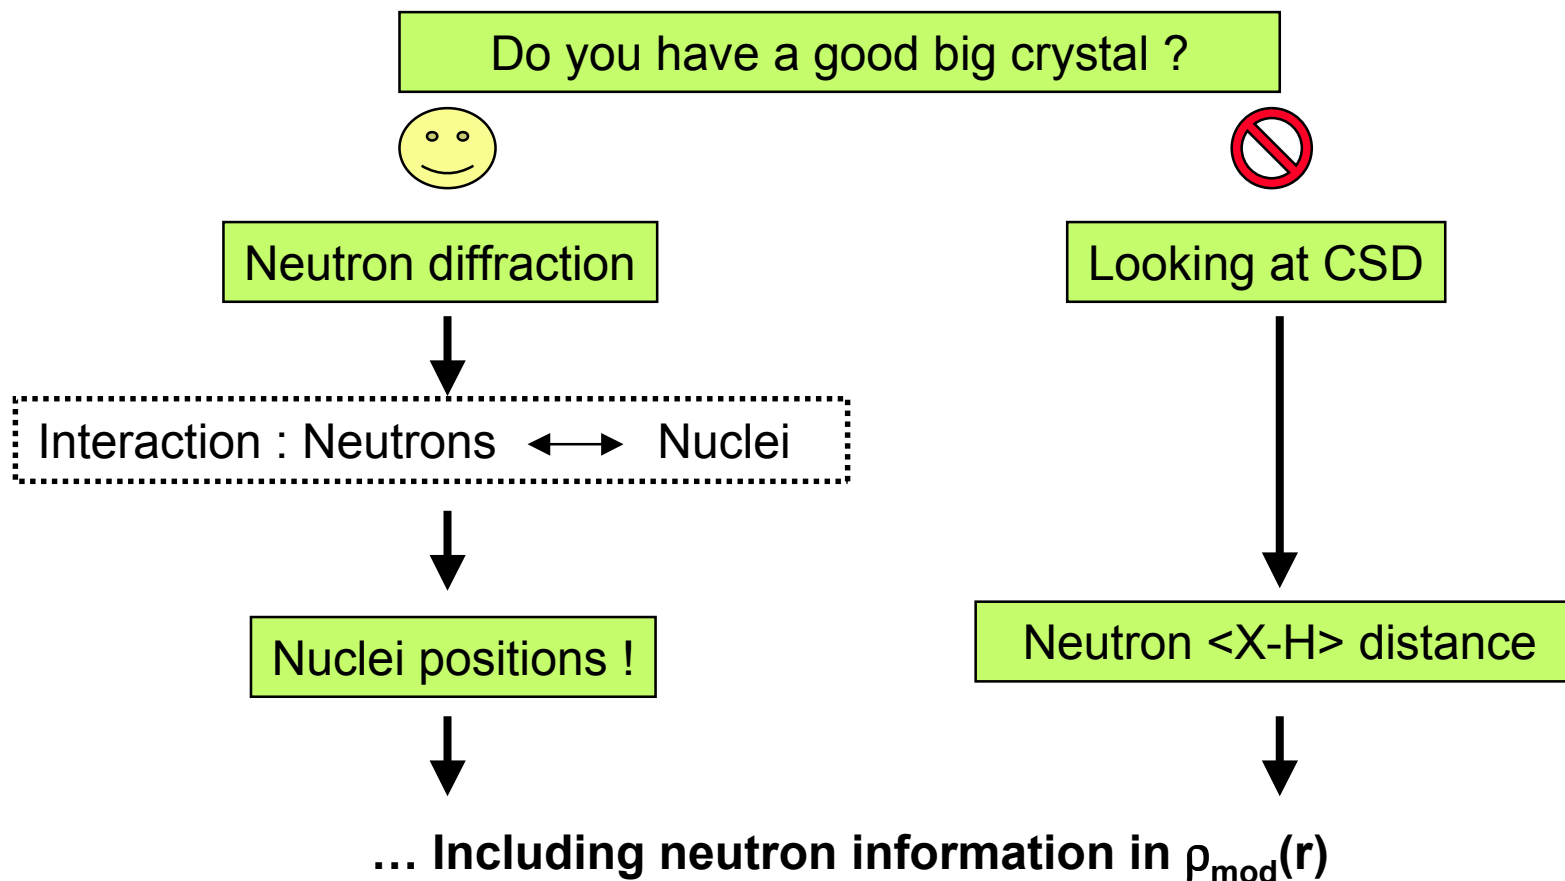 Do you have a good big crystal ?
Neutron diffraction
Looking at CSD
Interaction : Neutrons ⟷ Nuclei
Nuclei positions !
Neutron <X-H> distance
… Including neutron information in ρmod(r)